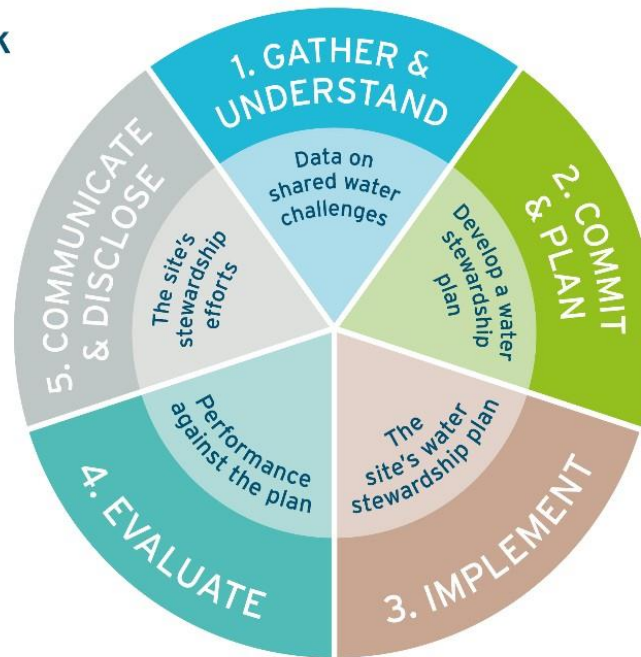 k
1. GATHER &
UNDERSTAND
Data on
shared water
challenges
2. COMMIT
& PLAN
Develop a water
stewardship
plan
3. IMPLEMENT
The
site's water
stewardship plan
4. EVALUATE
Performance
against the plan
5. COMMUNICATE
& DISCLOSE
The site's
stewardship
efforts